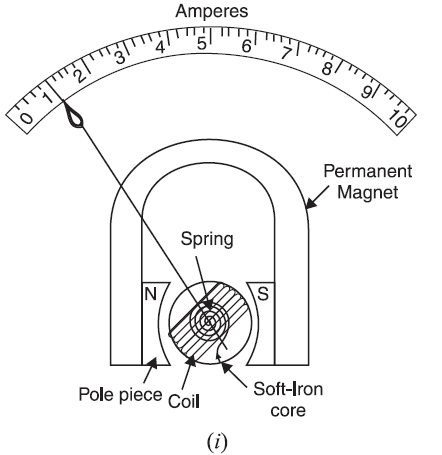 Amperes
0 1 2 3 4 5 6 7 8 9 10
Permanent
Magnet
Spring
N S
Pole piece Coil Soft-Iron
core
(i)